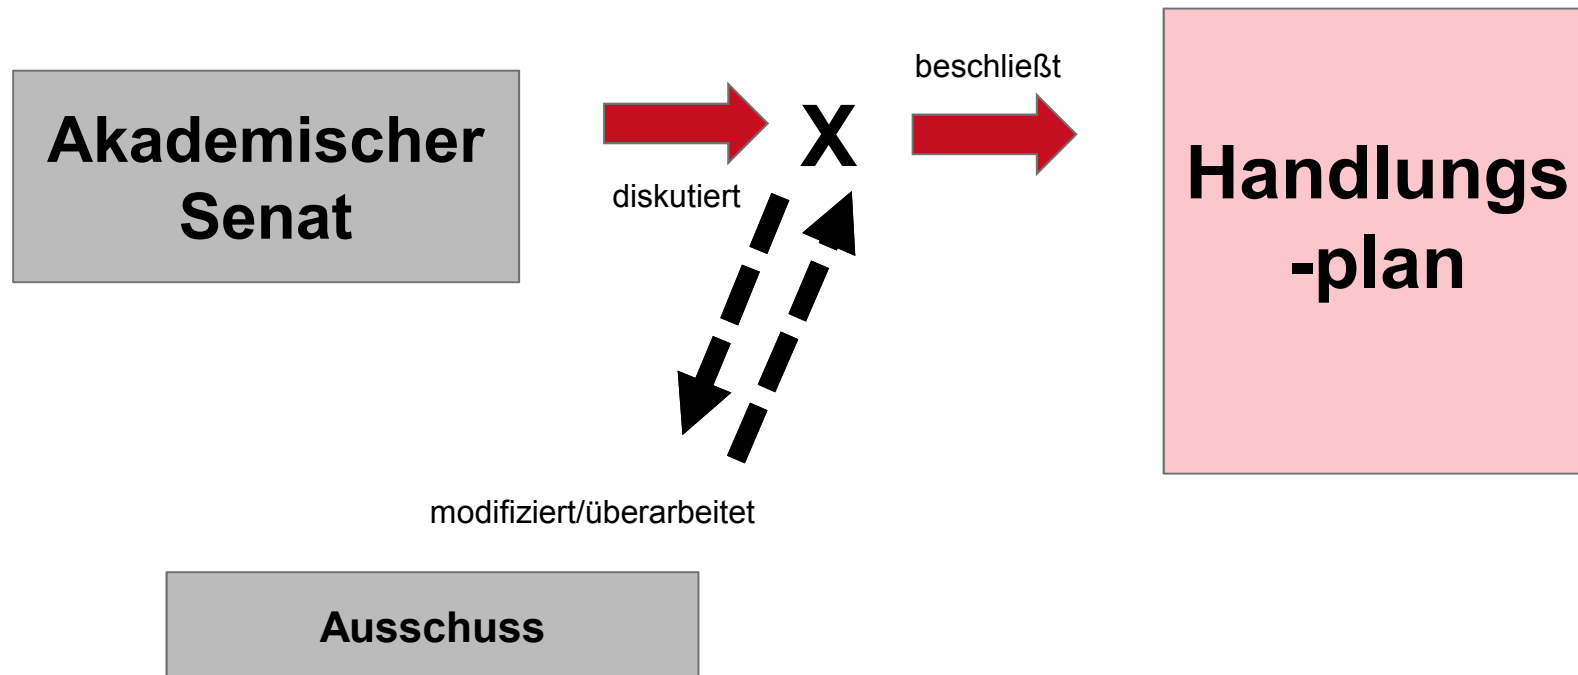 Akademischer
Senat
diskutiert
X
beschließt
Handlungs
-plan
modifiziert/überarbeitet
Ausschuss